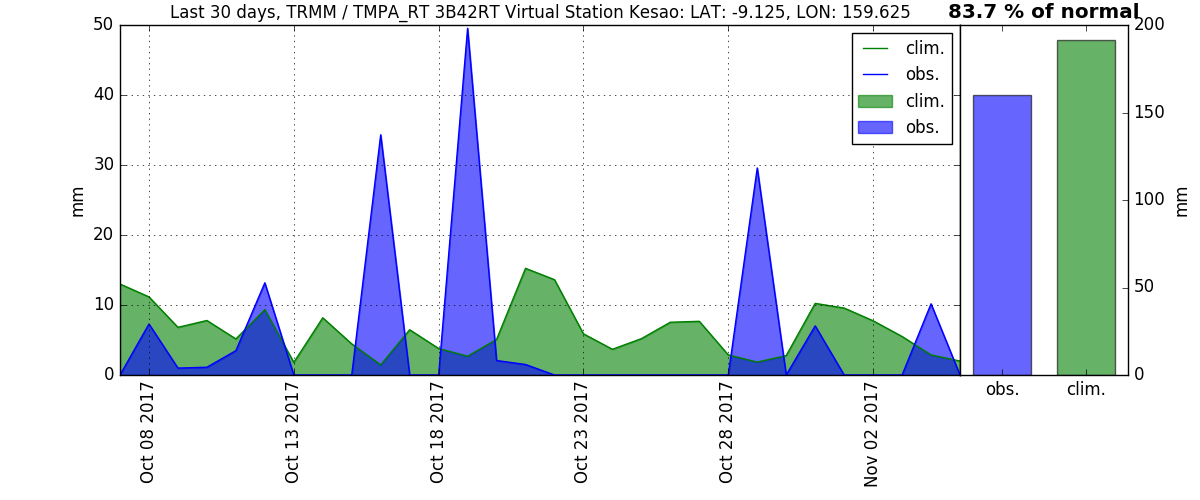 Last 30 days, TRMM / TMPA_RT 3B42RT Virtual Station Kesao: LAT: -9.125, LON: 159.625
83.7 % of normal
50
40
30
20
10
0
mm
clim.
obs.
clim.
obs.
200
150
100
50
0
mm
Oct 08 2017
Oct 13 2017
Oct 18 2017
Oct 23 2017
Oct 28 2017
Nov 02 2017
obs.
clim.